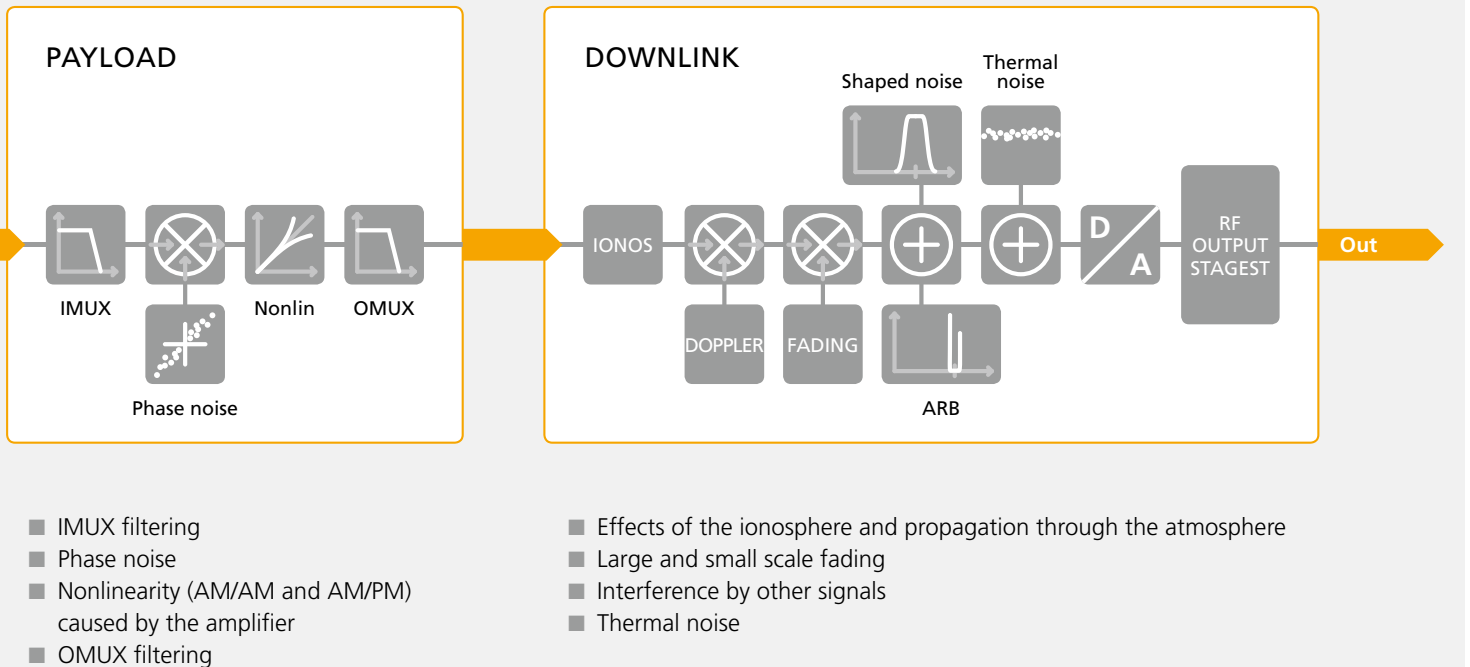 PAYLOAD
IMUX
Nonlin
OMUX
Phase noise
DOWNLINK
Shaped noise
Thermal
noise
IONOS
DOPPLER
FADING
ARB
D
A
RF
OUTPUT
STAGEST
Out
IMUX filtering
Phase noise
Nonlinearity (AM/AM and AM/PM)
caused by the amplifier
OMUX filtering
Effects of the ionosphere and propagation through the atmosphere
Large and small scale fading
Interference by other signals
Thermal noise